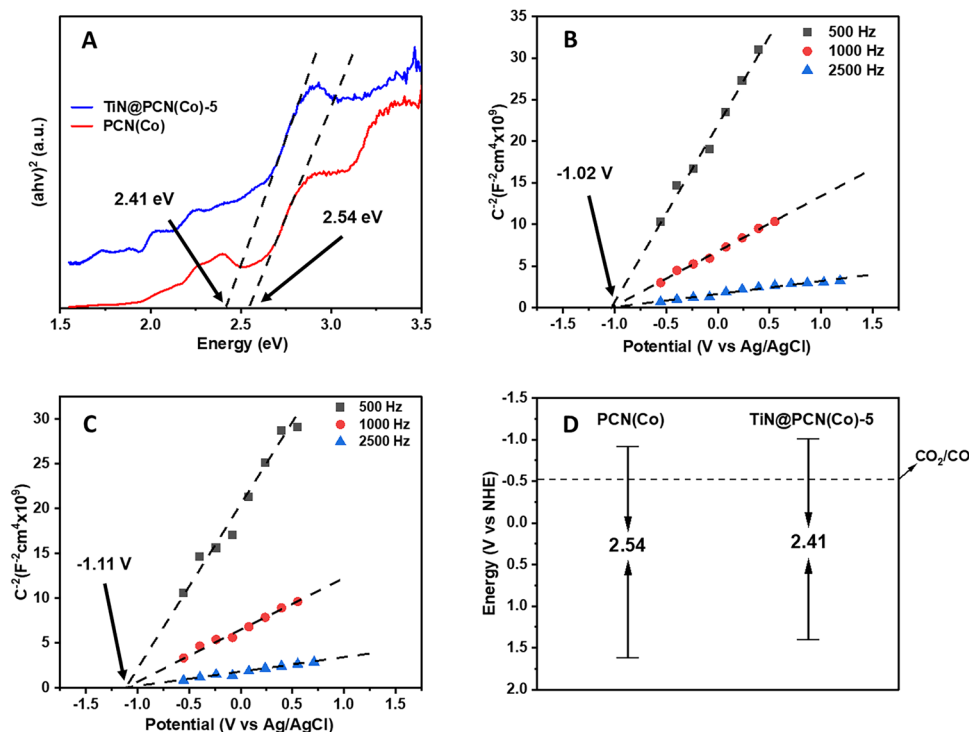 A
TiN@PCN(Co)-5
PCN(Co)
2.41 eV
2.54 eV
(ahv)² (a.u.)
1.5 2.0 2.5 3.0 3.5
Energy (eV)
B
500 Hz
1000 Hz
2500 Hz
-1.02 V
C⁻²(F⁻²cm⁴x10⁹)
35
30
25
20
15
10
5
0
-1.5 -1.0 -0.5 0.0 0.5 1.0 1.5
Potential (V vs Ag/AgCl)
C
500 Hz
1000 Hz
2500 Hz
-1.11 V
C⁻²(F⁻²cm⁴x10⁹)
30
25
20
15
10
5
0
-1.5 -1.0 -0.5 0.0 0.5 1.0 1.5
Potential (V vs Ag/AgCl)
D
PCN(Co) TiN@PCN(Co)-5
CO₂/CO
2.54 2.41
Energy (V vs NHE)
-1.5
-1.0
-0.5
0.0
0.5
1.0
1.5
2.0